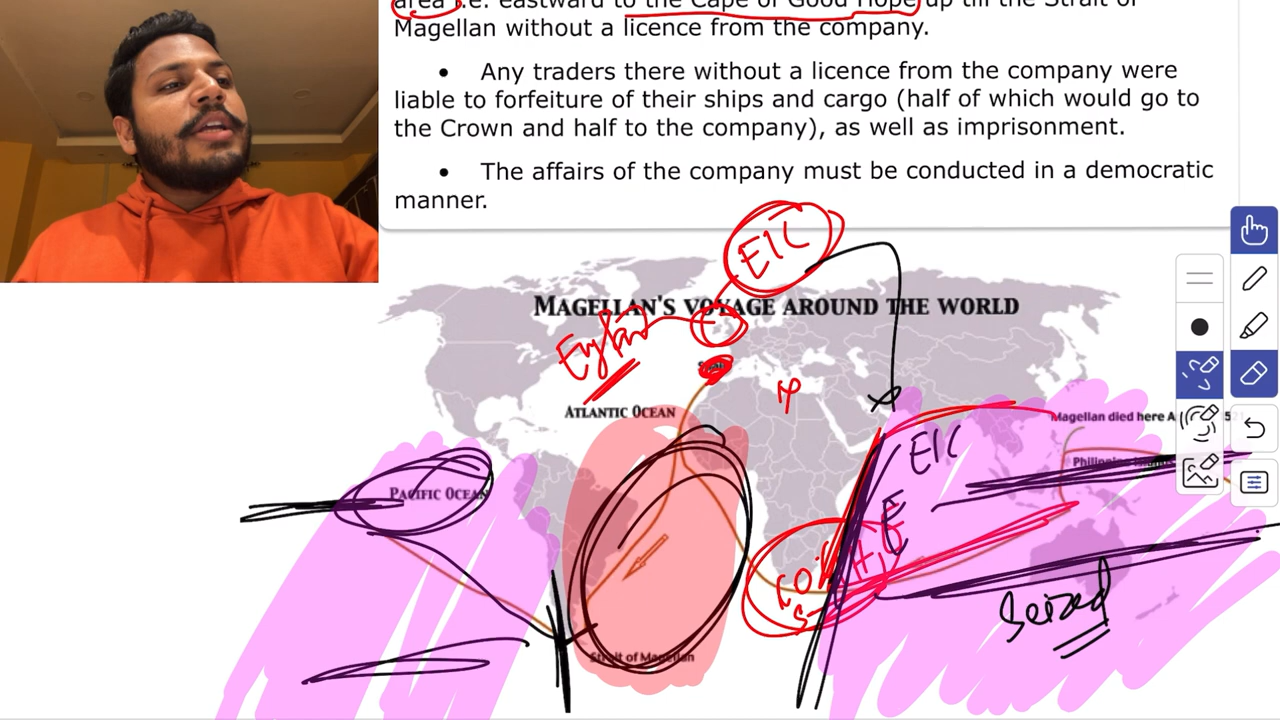 area i.e. eastward to the Cape of Good Hope up till the Strait of
Magellan without a licence from the company.
• Any traders there without a licence from the company were
liable to forfeiture of their ships and cargo (half of which would go to
the Crown and half to the company), as well as imprisonment.
• The affairs of the company must be conducted in a democratic
manner.
EIC
MAGELLAN'S VOYAGE AROUND THE WORLD
ATLANTIC OCEAN
Magellan died here A
EIC
PACIFIC OCEAN
Seized
Strait of Magellan